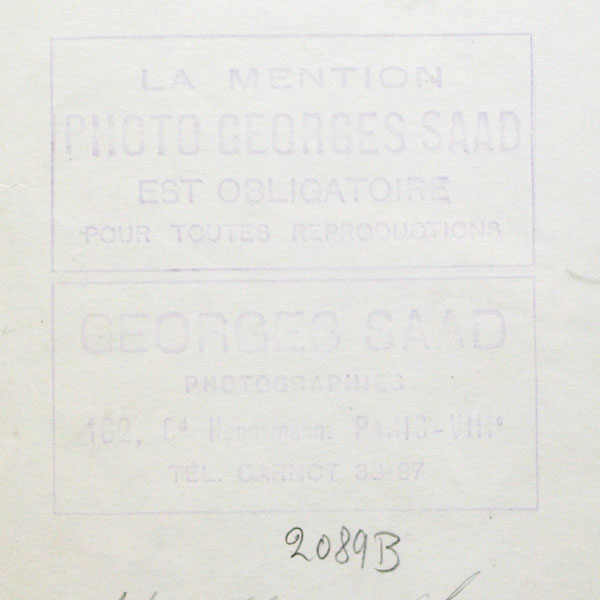 LA MENTION
PHOTO GEORGES SAAD
EST OBLIGATOIRE
POUR TOUTES REPRODUCTIONS
GEORGES SAAD
PHOTOGRAPHIES
162, Bd Haussmann. PARIS-VIIIe
TÉL. CARNOT 33-87
2089B